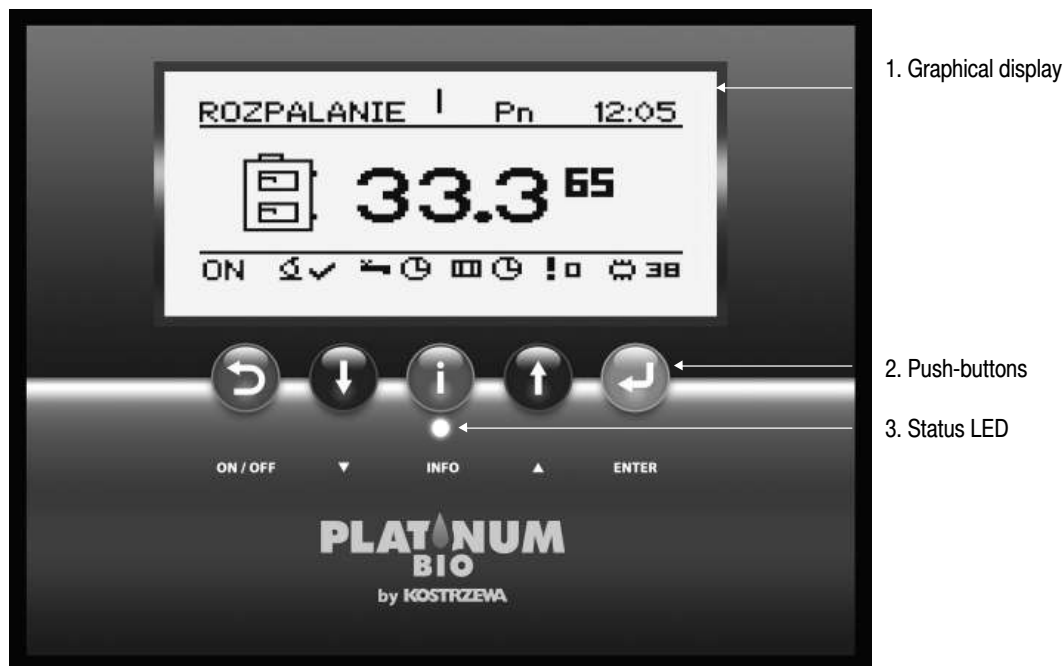 1. Graphical display
ROZPALANIE Pn 12:05
33.3 65
ON 0 38
i
2. Push-buttons
3. Status LED
ON / OFF ▼ INFO ▲ ENTER
PLATINUM
BIO
by KOSTRZEWA